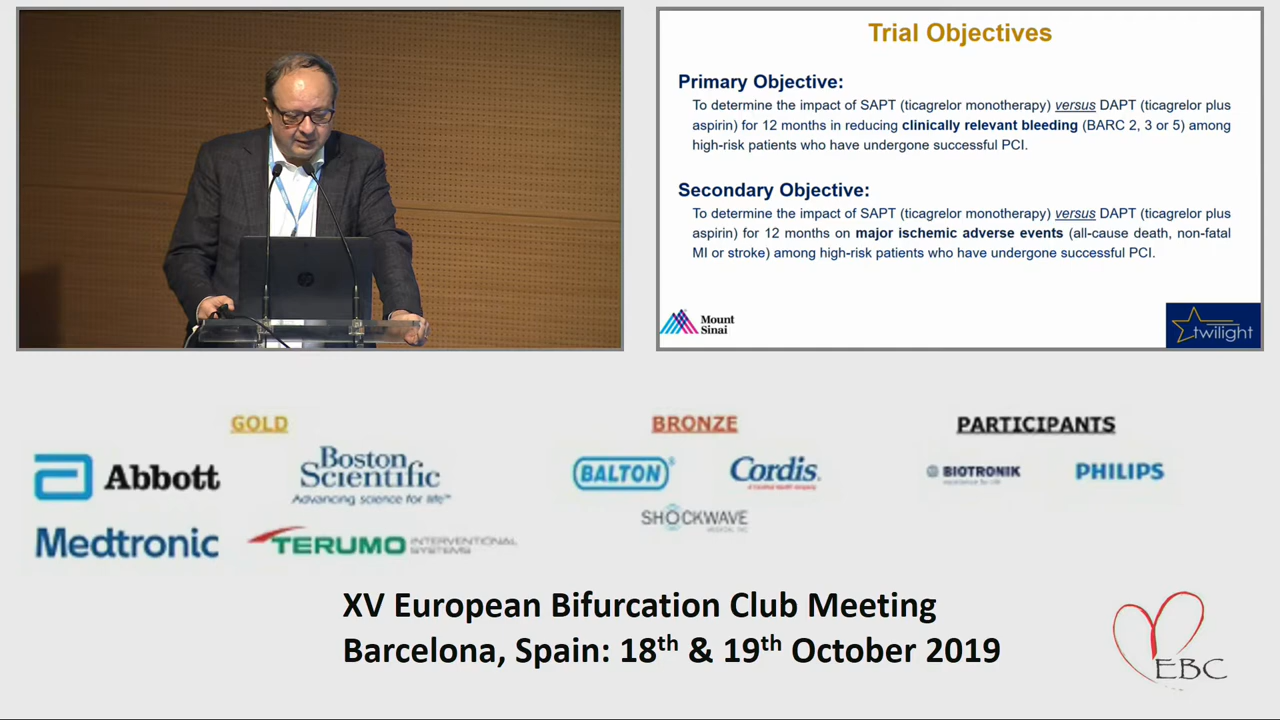 Trial Objectives
Primary Objective:
To determine the impact of SAPT (ticagrelor monotherapy) versus DAPT (ticagrelor plus
aspirin) for 12 months in reducing clinically relevant bleeding (BARC 2, 3 or 5) among
high-risk patients who have undergone successful PCI.
Secondary Objective:
To determine the impact of SAPT (ticagrelor monotherapy) versus DAPT (ticagrelor plus
aspirin) for 12 months on major ischemic adverse events (all-cause death, non-fatal
MI or stroke) among high-risk patients who have undergone successful PCI.
Mount
Sinai
twilight
GOLD
Abbott
Boston
Scientific
Advancing science for life™
Medtronic
TERUMO INTERVENTIONAL
SYSTEMS
BRONZE
BALTON®
Cordis.
SHOCKWAVE
PARTICIPANTS
BIOTRONIK
PHILIPS
XV European Bifurcation Club Meeting
Barcelona, Spain: 18th & 19th October 2019
EBC